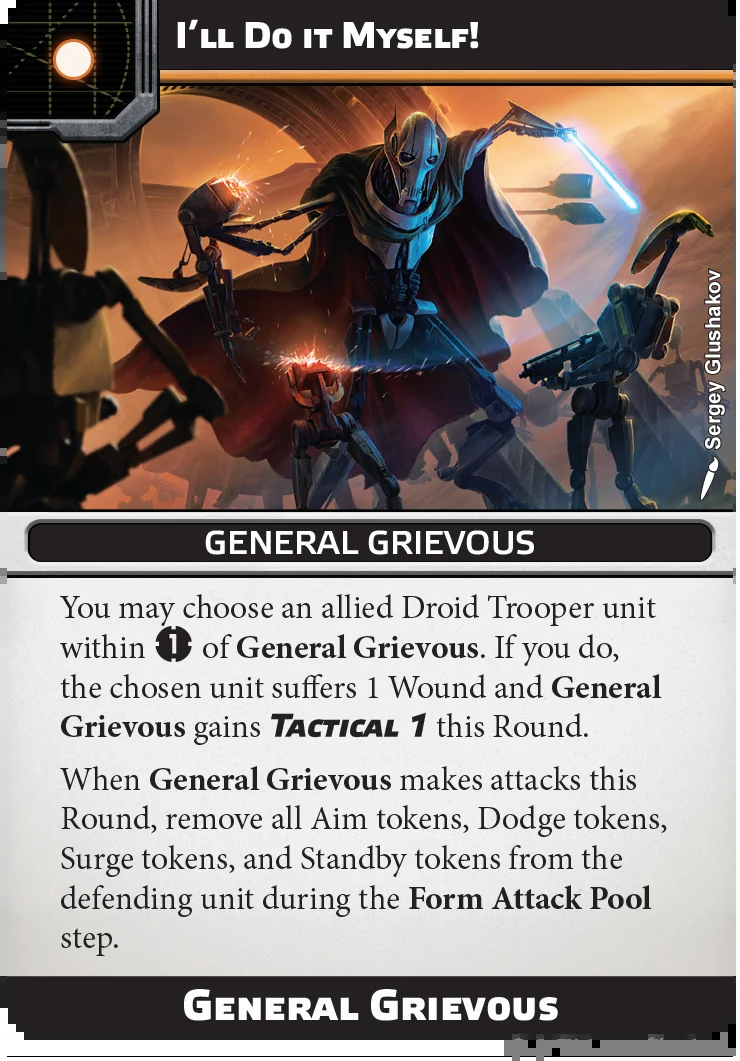 I'll Do it Myself!
Sergey Glushakov
GENERAL GRIEVOUS
You may choose an allied Droid Trooper unit
within 1 of General Grievous. If you do,
the chosen unit suffers 1 Wound and General
Grievous gains Tactical 1 this Round.
When General Grievous makes attacks this
Round, remove all Aim tokens, Dodge tokens,
Surge tokens, and Standby tokens from the
defending unit during the Form Attack Pool
step.
General Grievous